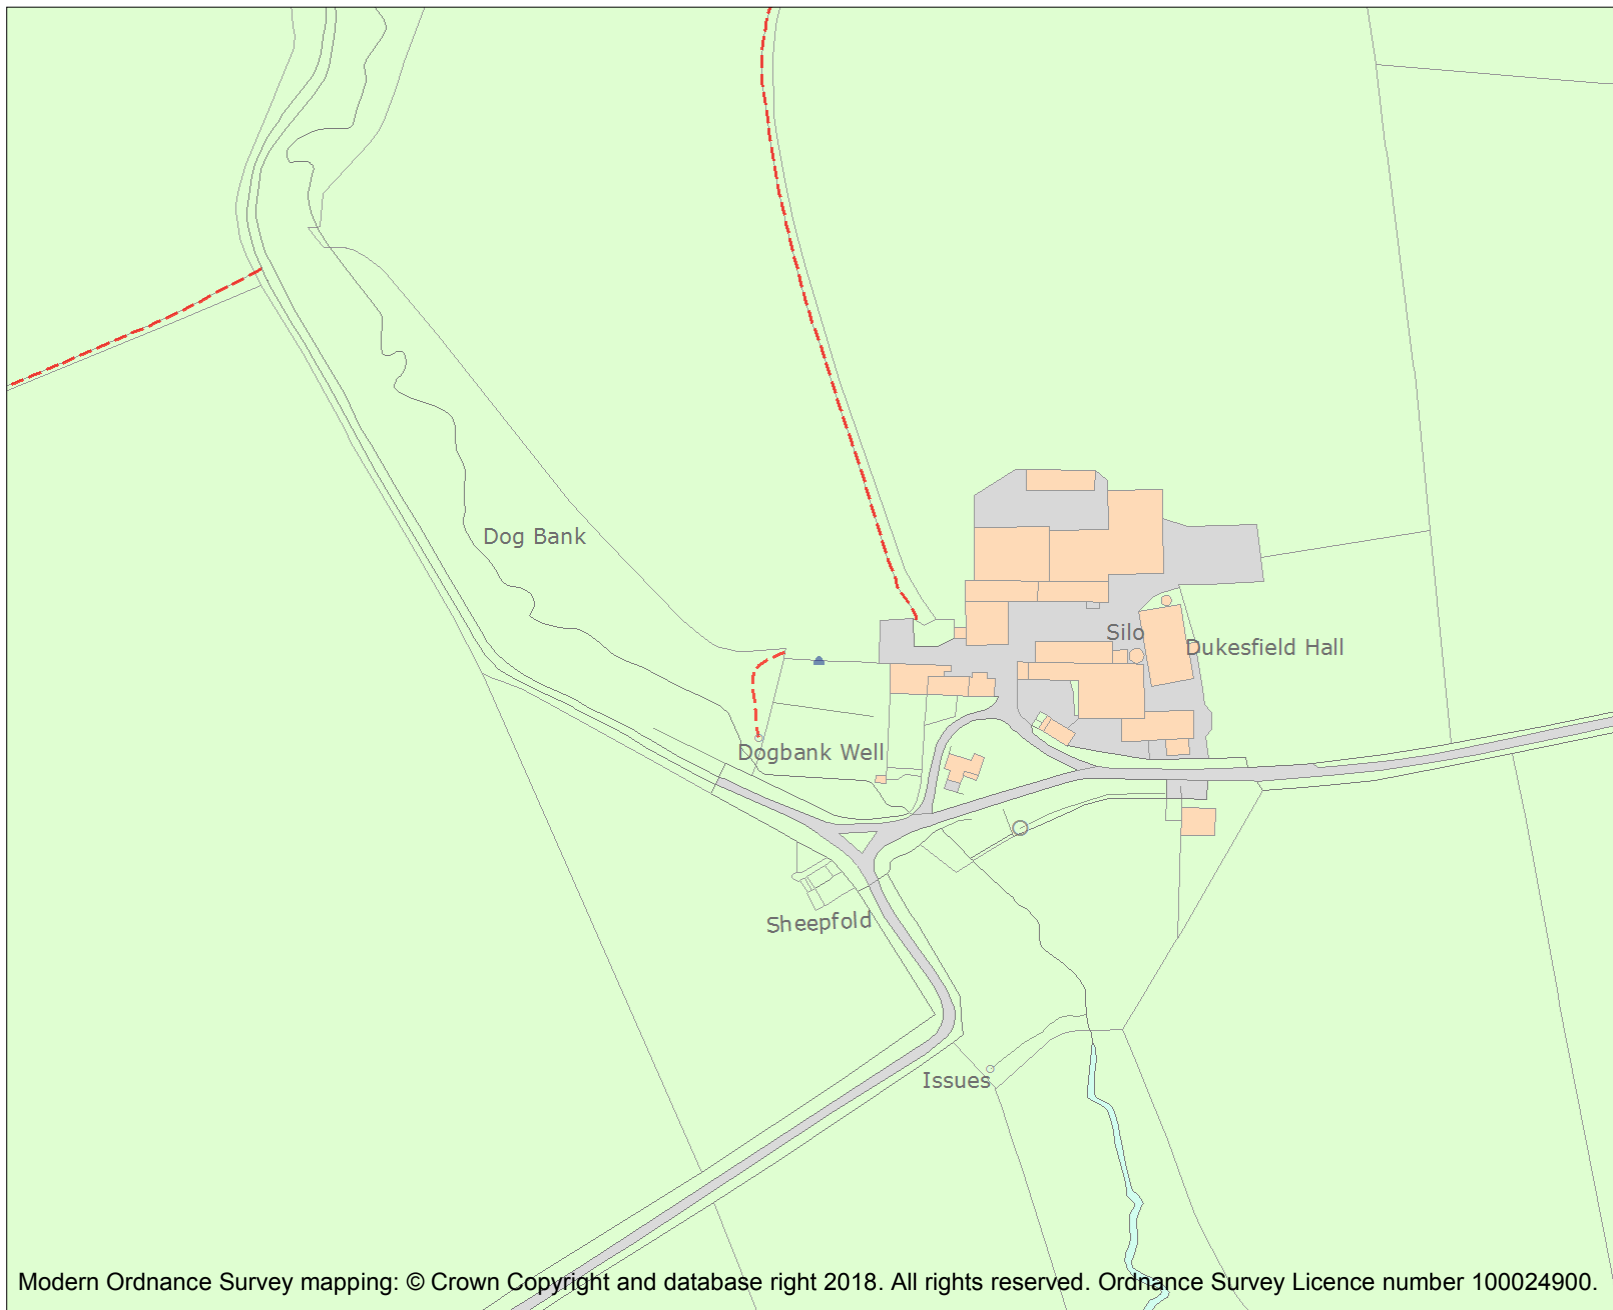 Dog Bank
Silo
Dukesfield Hall
Dogbank Well
Sheepfold
Issues
Modern Ordnance Survey mapping: © Crown Copyright and database right 2018. All rights reserved. Ordnance Survey Licence number 100024900.